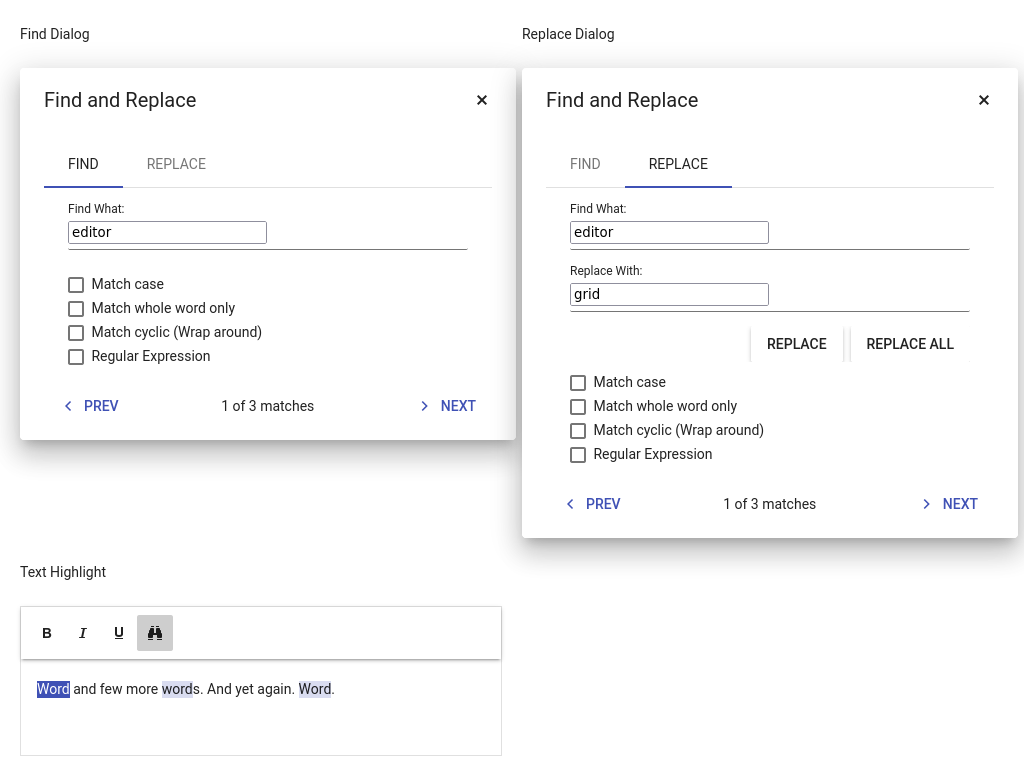 Find Dialog
Find and Replace ×
FIND REPLACE
Find What:
editor
Match case
Match whole word only
Match cyclic (Wrap around)
Regular Expression
PREV 1 of 3 matches NEXT
Replace Dialog
Find and Replace ×
FIND REPLACE
Find What:
editor
Replace With:
grid
REPLACE REPLACE ALL
Match case
Match whole word only
Match cyclic (Wrap around)
Regular Expression
PREV 1 of 3 matches NEXT
Text Highlight
B I U
Word and few more words. And yet again. Word.